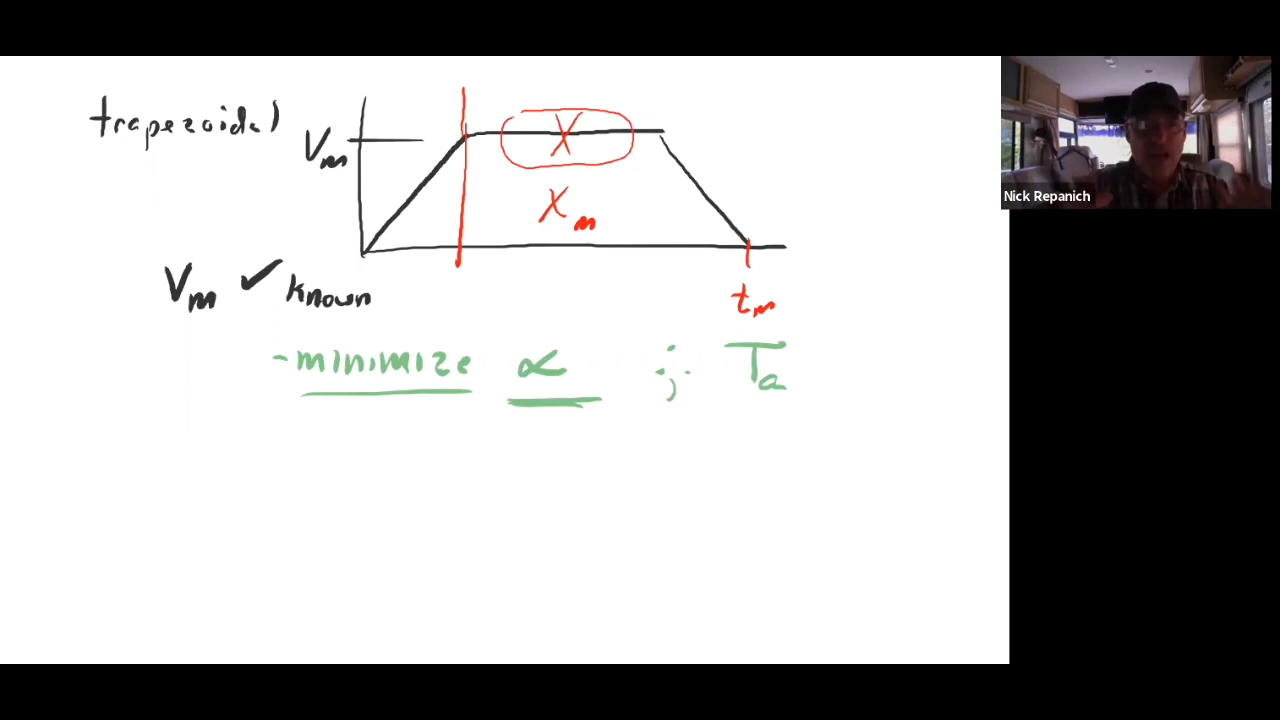 trapezoidal
Vm
X
Xm
Nick Repanich
Vm ✓ known
tm
- minimize α ∴ Ta